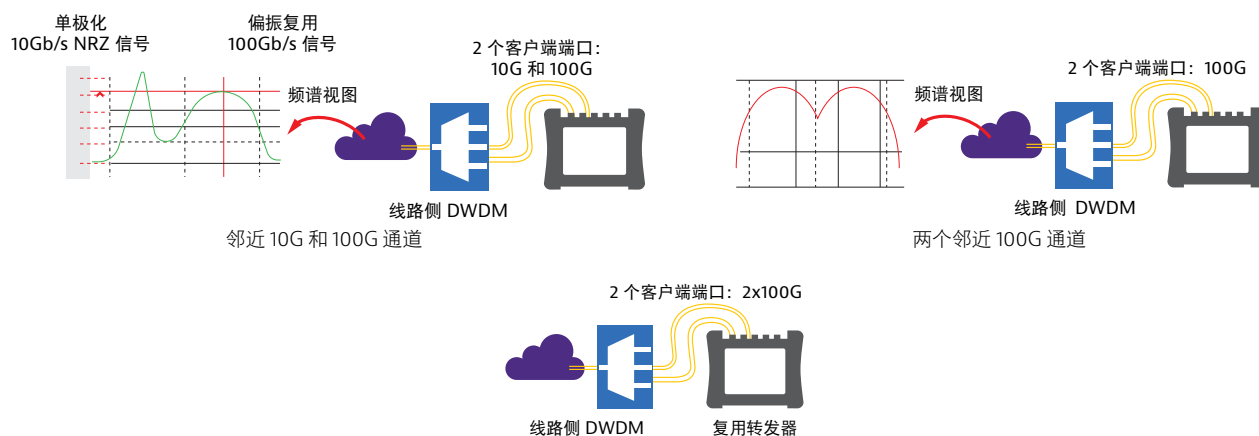 单极化
10Gb/s NRZ 信号
偏振复用
100Gb/s 信号
2 个客户端端口：
10G 和 100G
频谱视图
线路侧 DWDM
邻近 10G 和 100G 通道
2 个客户端端口：100G
频谱视图
线路侧 DWDM
两个邻近 100G 通道
2 个客户端端口：2x100G
线路侧 DWDM
复用转发器